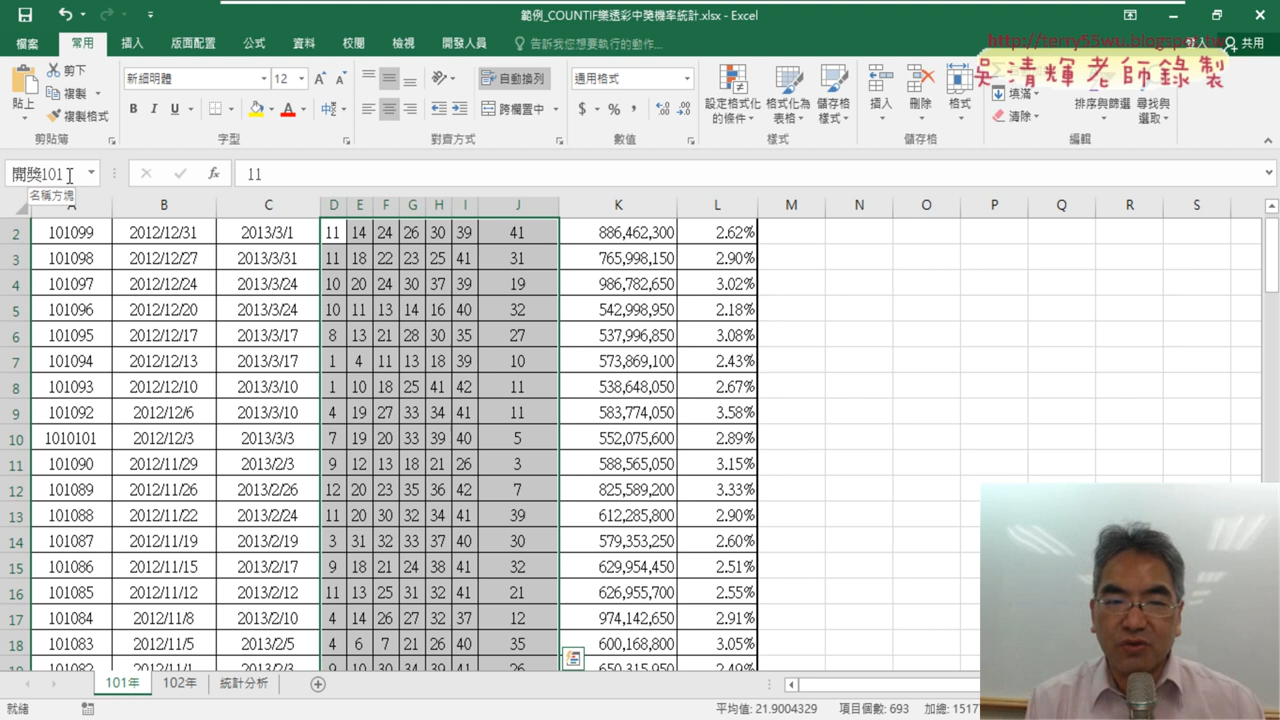 範例_COUNTIF樂透彩中獎機率統計.xlsx - Excel
檔案 常用 插入 版面配置 公式 資料 校閱 檢視 開發人員 告訴我您想要執行的動作... 登入 共用
http://terry55wu.blogspot.tw
吳清輝老師錄製
貼上 剪下 複製 複製格式
新細明體 12
B I U
自動換列 跨欄置中
通用格式
$ % ,
設定格式化的條件 格式化為表格 儲存格樣式
插入 刪除 格式
填滿 清除 排序與篩選 尋找與選取
剪貼簿 字型 對齊方式 數值 樣式 儲存格 編輯
開獎101 fx 11
名稱方塊
A B C D E F G H I J K L M N O P Q R S
2 101099 2012/12/31 2013/3/1 11 14 24 26 30 39 41 886,462,300 2.62%
3 101098 2012/12/27 2013/3/31 11 18 22 23 25 41 31 765,998,150 2.90%
4 101097 2012/12/24 2013/3/24 10 20 24 30 37 39 19 986,782,650 3.02%
5 101096 2012/12/20 2013/3/24 10 11 13 14 16 40 32 542,998,950 2.18%
6 101095 2012/12/17 2013/3/17 8 13 21 28 30 35 27 537,996,850 3.08%
7 101094 2012/12/13 2013/3/17 1 4 11 13 18 39 10 573,869,100 2.43%
8 101093 2012/12/10 2013/3/10 1 10 18 25 41 42 11 538,648,050 2.67%
9 101092 2012/12/6 2013/3/10 4 19 27 33 34 41 11 583,774,050 3.58%
10 1010101 2012/12/3 2013/3/3 7 19 20 33 39 40 5 552,075,600 2.89%
11 101090 2012/11/29 2013/2/3 9 12 13 18 21 26 3 588,565,050 3.15%
12 101089 2012/11/26 2013/2/26 12 20 23 35 36 42 7 825,589,200 3.33%
13 101088 2012/11/22 2013/2/24 11 20 30 32 34 41 39 612,285,800 2.90%
14 101087 2012/11/19 2013/2/19 3 31 32 33 37 40 30 579,353,250 2.60%
15 101086 2012/11/15 2013/2/17 9 18 21 24 38 41 32 629,954,450 2.51%
16 101085 2012/11/12 2013/2/12 11 13 25 31 32 41 21 626,955,700 2.55%
17 101084 2012/11/8 2013/2/10 4 14 26 27 32 37 12 974,142,650 2.91%
18 101083 2012/11/5 2013/2/5 4 6 7 21 26 40 35 600,168,800 3.05%
19 101082 2012/11/1 2013/2/3 9 10 30 34 39 41 26 650,315,950 2.49%
101年 102年 統計分析
就緒 平均值: 21.9004329 項目個數: 693 加總: 1517